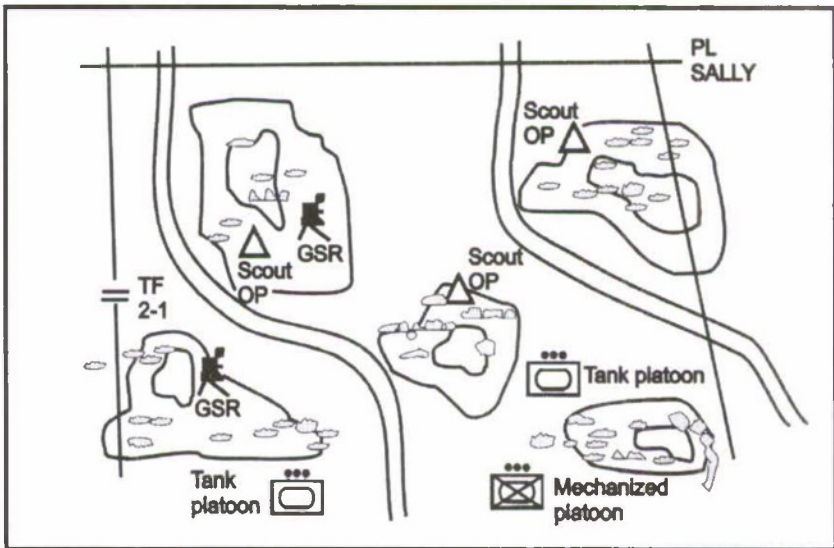 PL
SALLY
Scout
OP
GSR
Scout
OP
Scout
OP
TF
2-1
GSR
Tank platoon
Tank
platoon
Mechanized
platoon